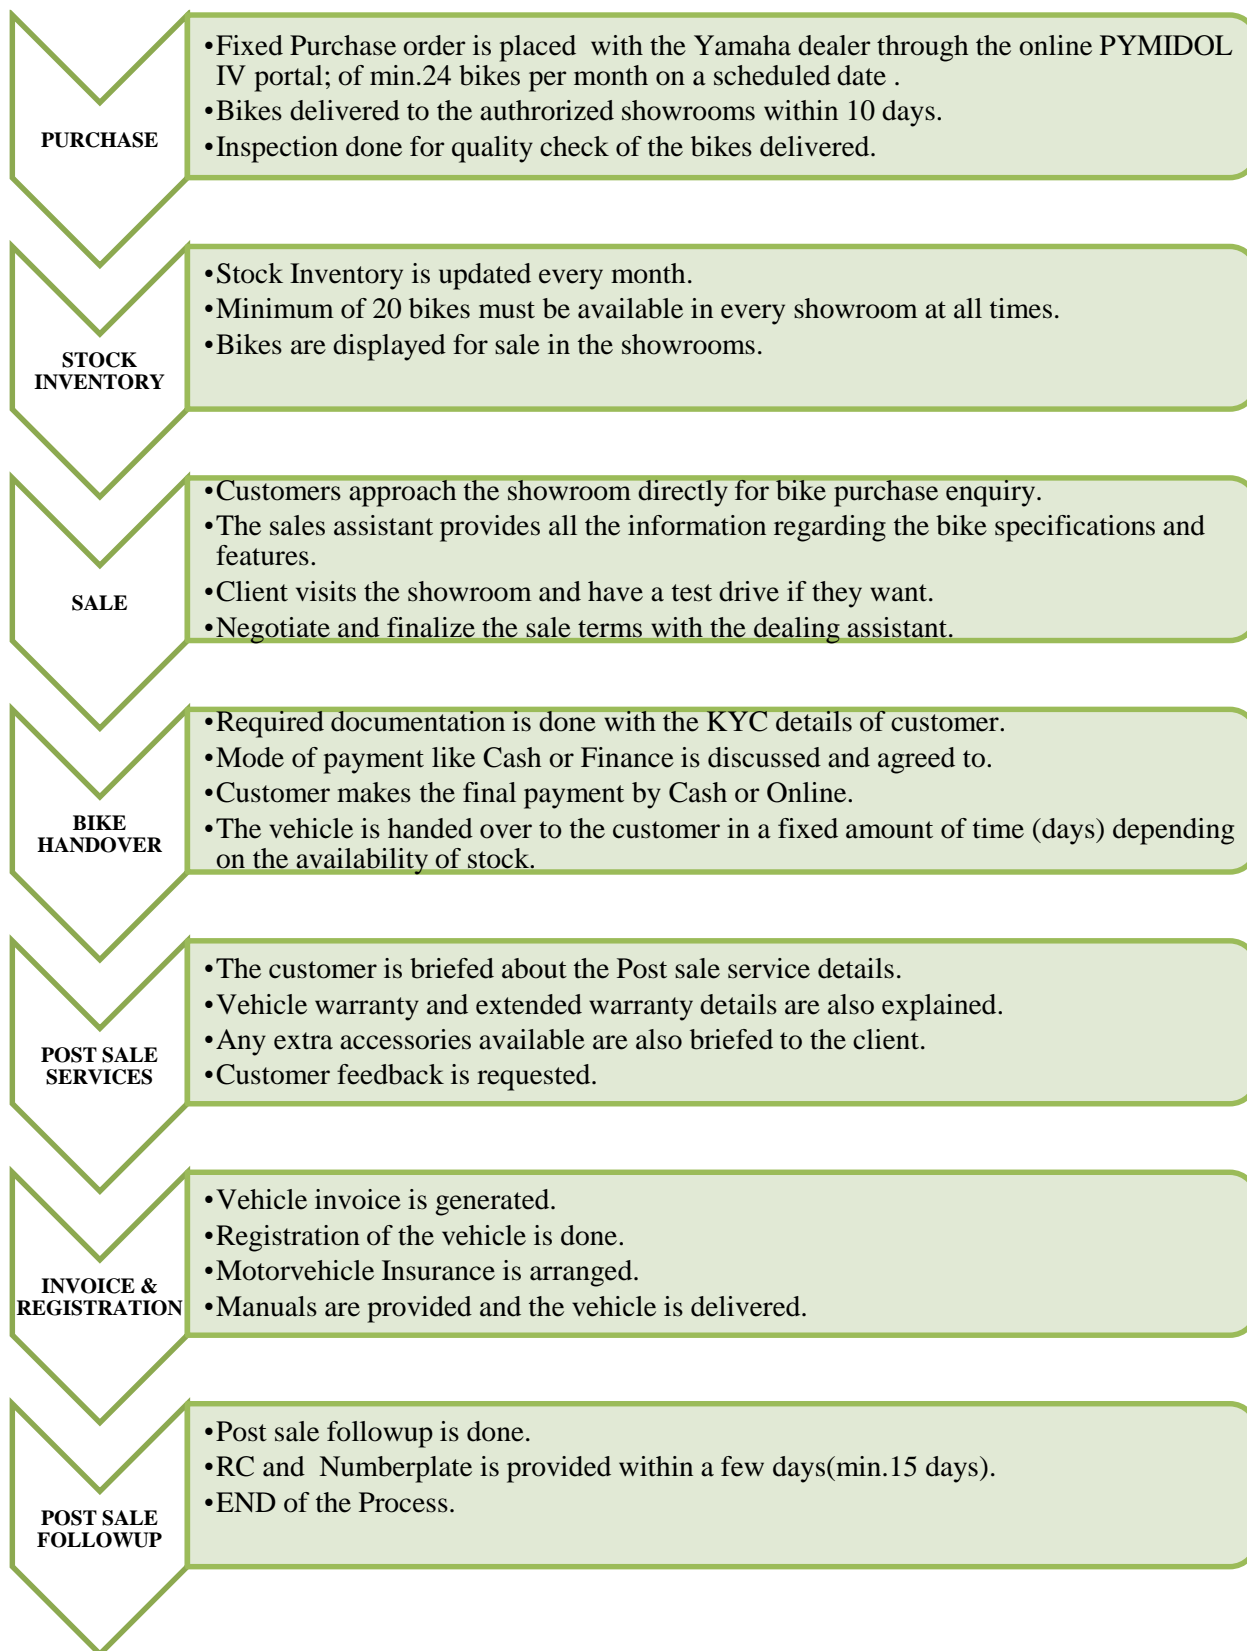 PURCHASE
•Fixed Purchase order is placed  with the Yamaha dealer through the online PYMIDOL
IV portal; of min.24 bikes per month on a scheduled date .
•Bikes delivered to the authrorized showrooms within 10 days.
•Inspection done for quality check of the bikes delivered.
STOCK
INVENTORY
•Stock Inventory is updated every month.
•Minimum of 20 bikes must be available in every showroom at all times.
•Bikes are displayed for sale in the showrooms.
SALE
•Customers approach the showroom directly for bike purchase enquiry.
•The sales assistant provides all the information regarding the bike specifications and
features.
•Client visits the showroom and have a test drive if they want.
•Negotiate and finalize the sale terms with the dealing assistant.
BIKE
HANDOVER
•Required documentation is done with the KYC details of customer.
•Mode of payment like Cash or Finance is discussed and agreed to.
•Customer makes the final payment by Cash or Online.
•The vehicle is handed over to the customer in a fixed amount of time (days) depending
on the availability of stock.
POST SALE
SERVICES
•The customer is briefed about the Post sale service details.
•Vehicle warranty and extended warranty details are also explained.
•Any extra accessories available are also briefed to the client.
•Customer feedback is requested.
INVOICE &
REGISTRATION
•Vehicle invoice is generated.
•Registration of the vehicle is done.
•Motorvehicle Insurance is arranged.
•Manuals are provided and the vehicle is delivered.
POST SALE
FOLLOWUP
•Post sale followup is done.
•RC and  Numberplate is provided within a few days(min.15 days).
•END of the Process.